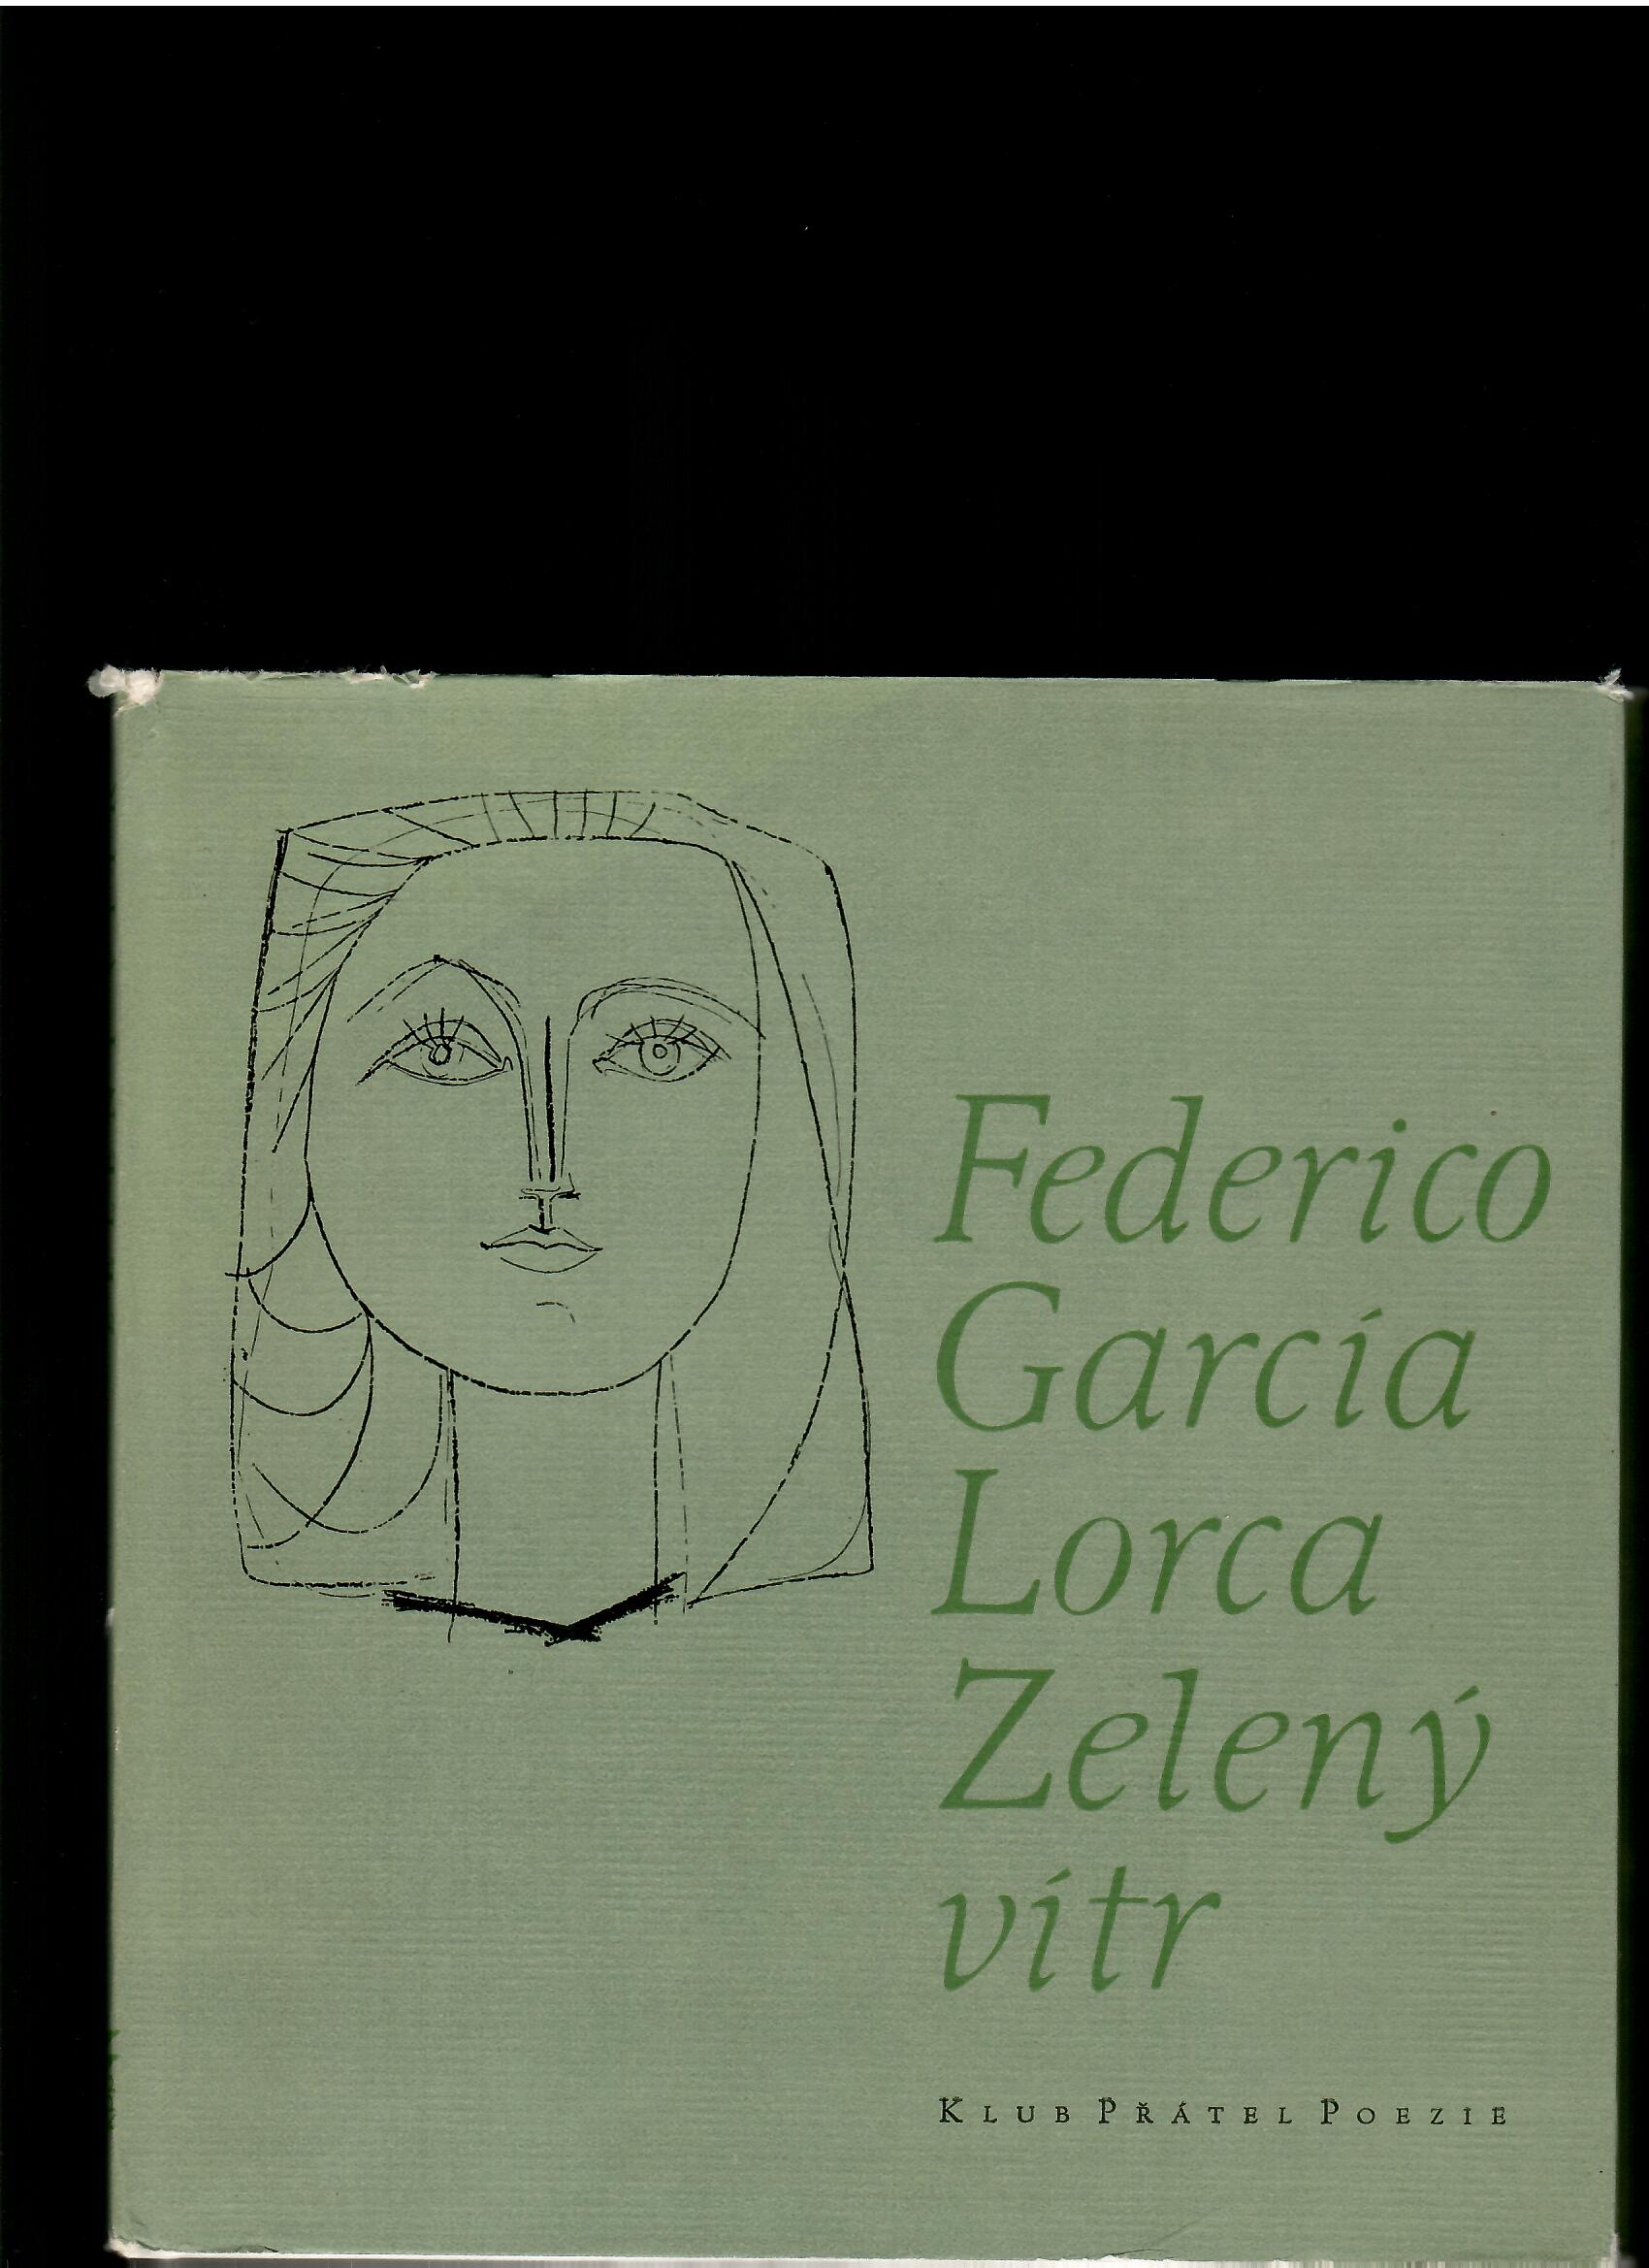 Federico
García
Lorca
Zelený
vítr
KLUB PŘÁTEL POEZIE